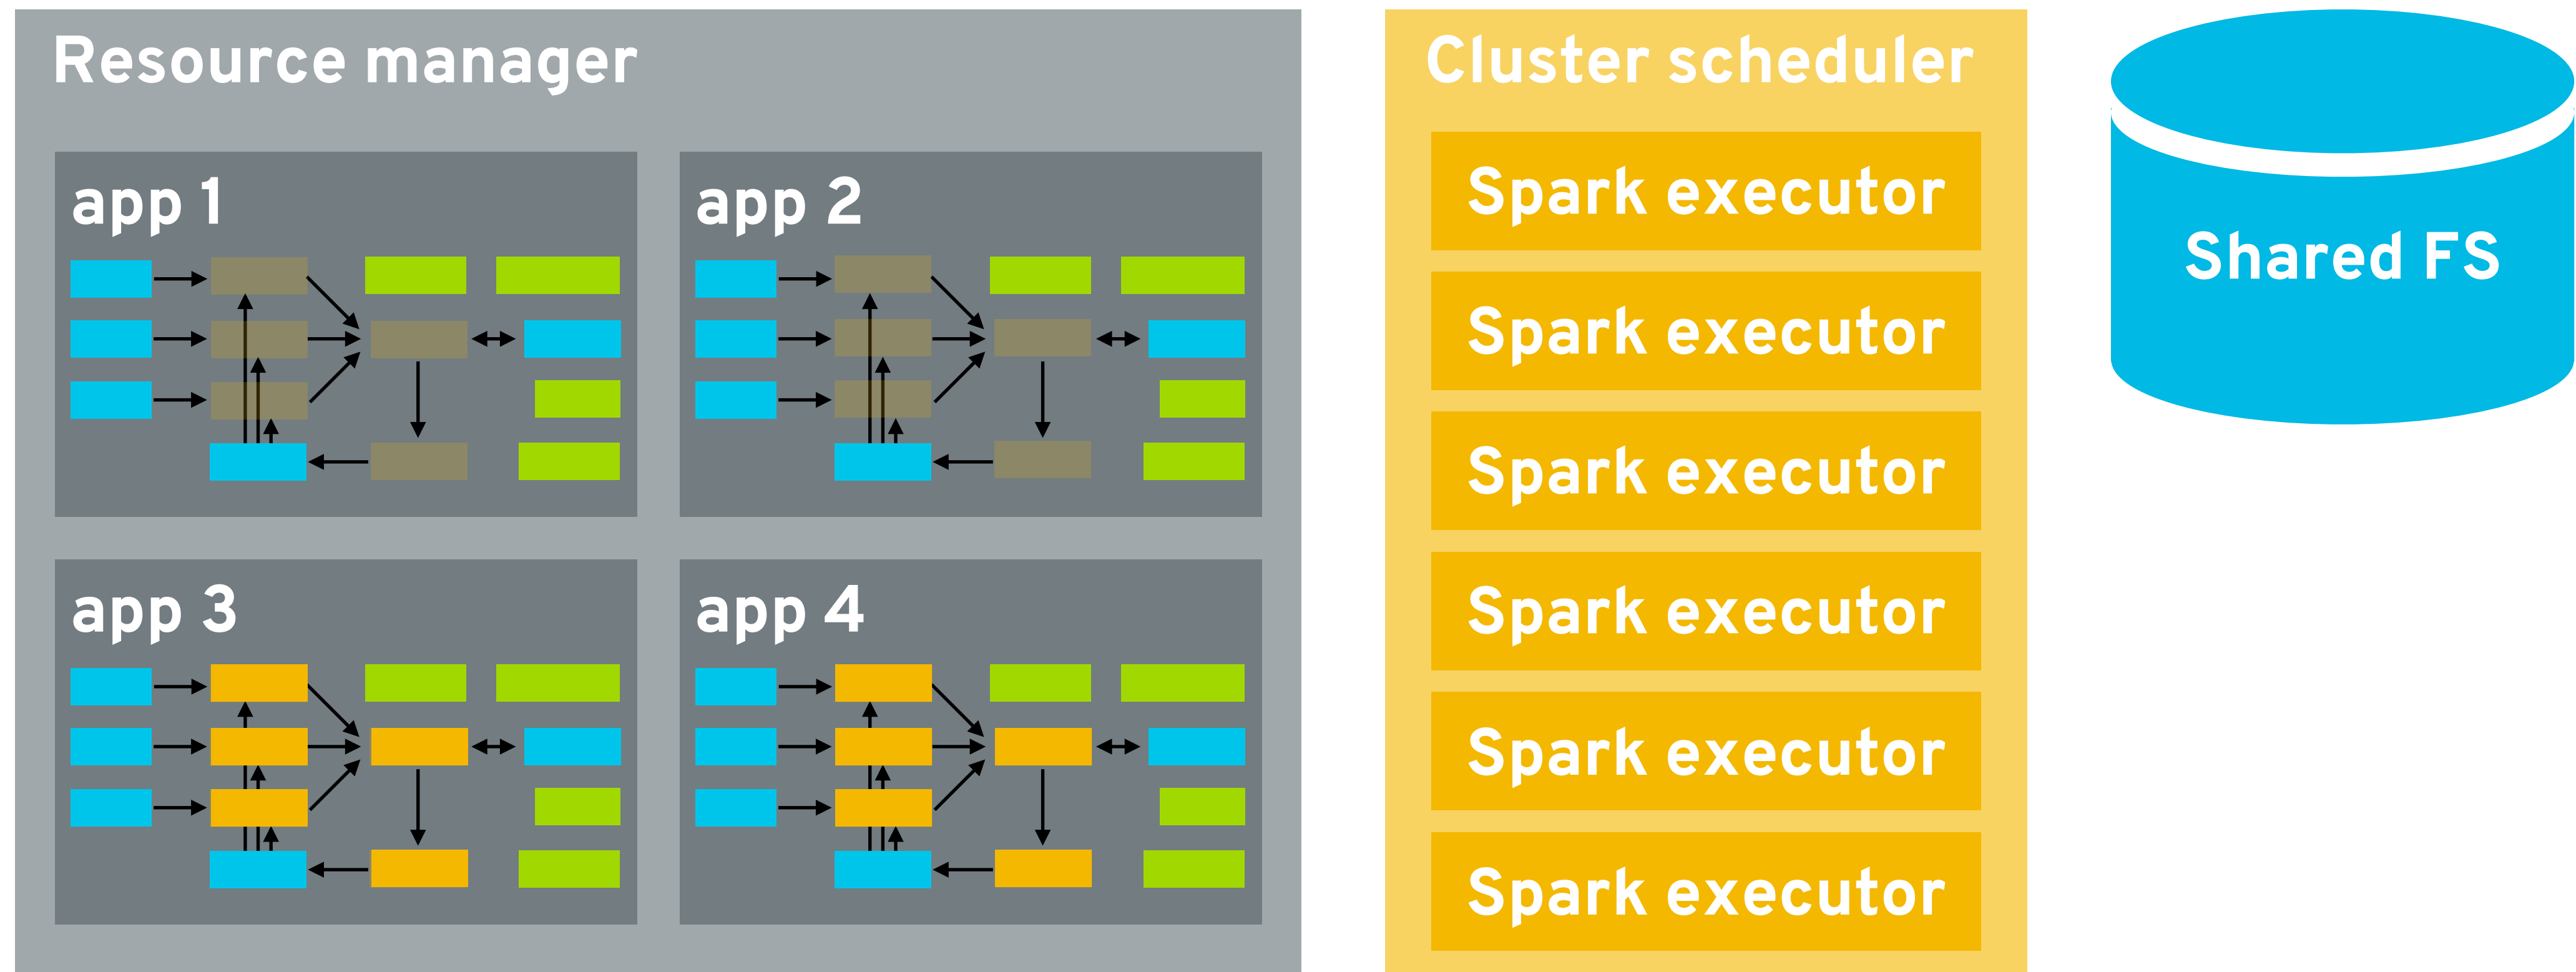 Resource manager
app 1
app 2
app 3
app 4
Cluster scheduler
Spark executor
Spark executor
Spark executor
Spark executor
Spark executor
Spark executor
Shared FS